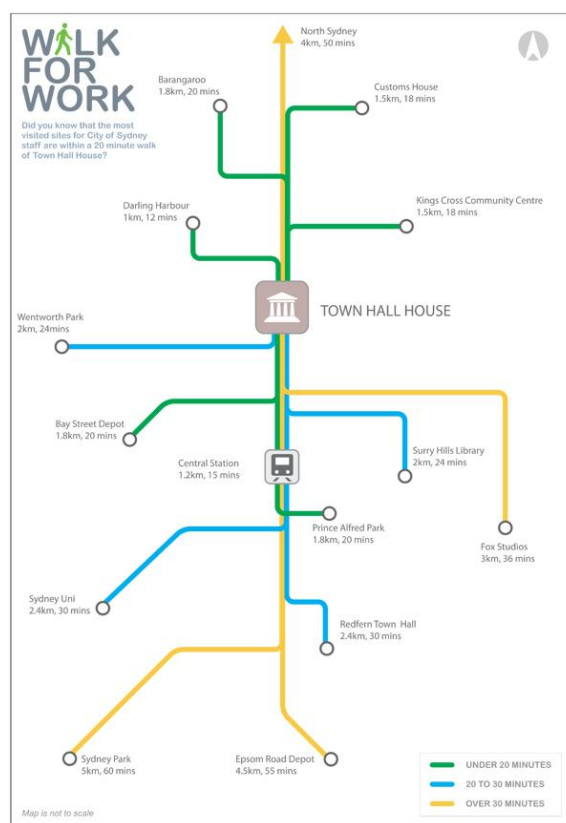 WALK
FOR
WORK
Did you know that the most
visited sites for City of Sydney
staff are within a 20 minute walk
of Town Hall House?
North Sydney
4km, 50 mins
Barangaroo
1.8km, 20 mins
Customs House
1.5km, 18 mins
Darling Harbour
1km, 12 mins
Kings Cross Community Centre
1.5km, 18 mins
TOWN HALL HOUSE
Wentworth Park
2km, 24mins
Bay Street Depot
1.8km, 20 mins
Central Station
1.2km, 15 mins
Surry Hills Library
2km, 24 mins
Prince Alfred Park
1.8km, 20 mins
Fox Studios
3km, 36 mins
Sydney Uni
2.4km, 30 mins
Redfern Town Hall
2.4km, 30 mins
Sydney Park
5km, 60 mins
Epsom Road Depot
4.5km, 55 mins
UNDER 20 MINUTES
20 TO 30 MINUTES
OVER 30 MINUTES
Map is not to scale